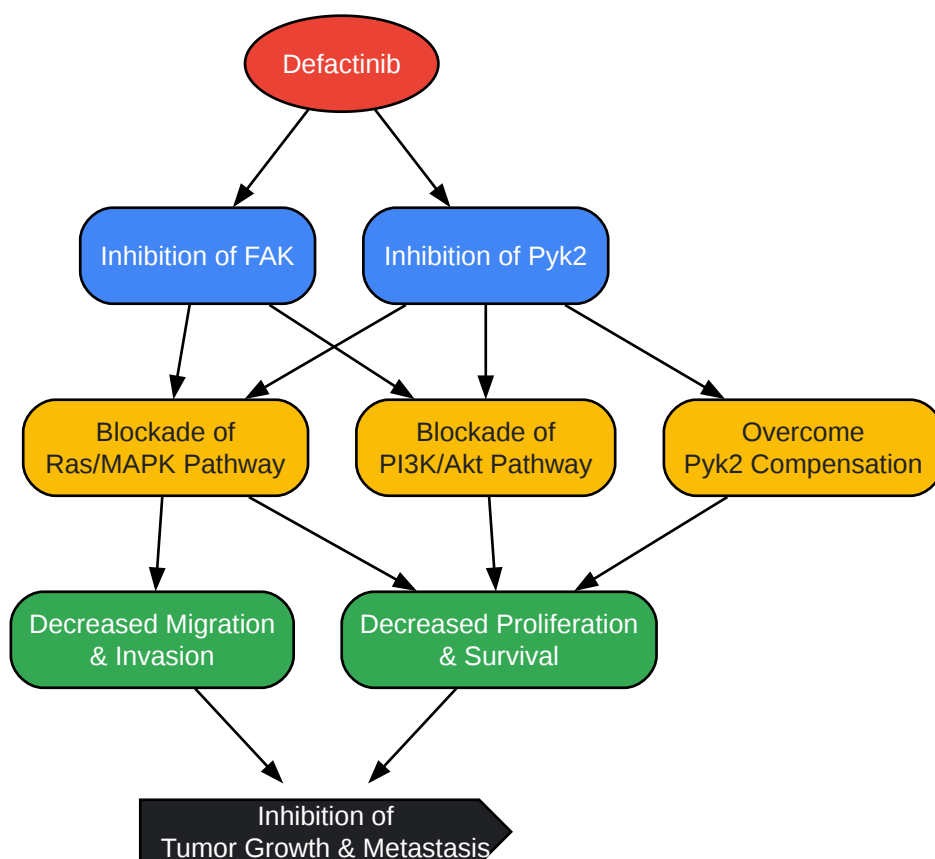 Defactinib
Inhibition of FAK
Inhibition of Pyk2
Blockade of
Ras/MAPK Pathway
Blockade of
PI3K/Akt Pathway
Overcome
Pyk2 Compensation
Decreased Migration
& Invasion
Decreased Proliferation
& Survival
Inhibition of
Tumor Growth & Metastasis